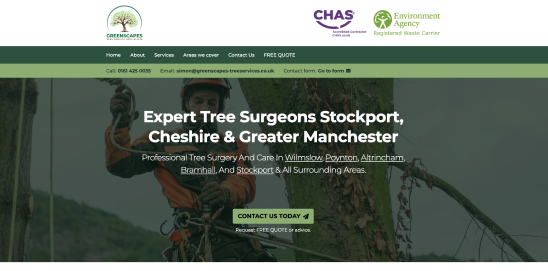 GREENSCAPES
CHAS
Accredited Contractor
CHAS.co.uk
Environment
Agency
Registered Waste Carrier
Home About Services Areas we cover Contact Us FREE QUOTE
Call: 0161 425 0035 Email: simon@greenscapes-treeservices.co.uk Contact form: Go to form
Expert Tree Surgeons Stockport,
Cheshire & Greater Manchester
Professional Tree Surgery And Care In Wilmslow, Poynton, Altrincham,
Bramhall, And Stockport & All Surrounding Areas.
CONTACT US TODAY
Request FREE QUOTE or advice.